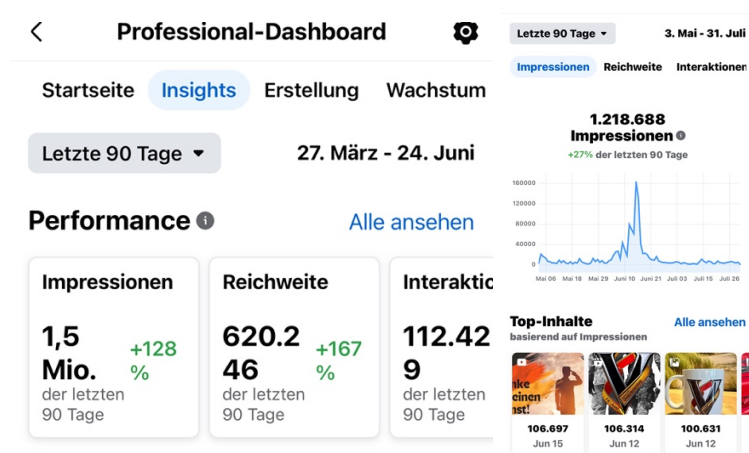 Professional-Dashboard
Startseite Insights Erstellung Wachstum
Letzte 90 Tage 27. März - 24. Juni
Performance Alle ansehen
Impressionen
1,5
Mio.
+128
%
der letzten
90 Tage
Reichweite
620.2
46
+167
%
der letzten
90 Tage
Interaktio
112.42
9
der letzten
90 Tage
Letzte 90 Tage 3. Mai - 31. Juli
Impressionen Reichweite Interaktionen
1.218.688
Impressionen
+27% der letzten 90 Tage
160000
120000
80000
40000
0
Mai 06 Mai 18 Mai 29 Juni 10 Juni 21 Juli 03 Juli 15 Juli 26
Top-Inhalte Alle ansehen
basierend auf Impressionen
einen
106.697 106.314 100.631
Jun 15 Jun 12 Jun 12